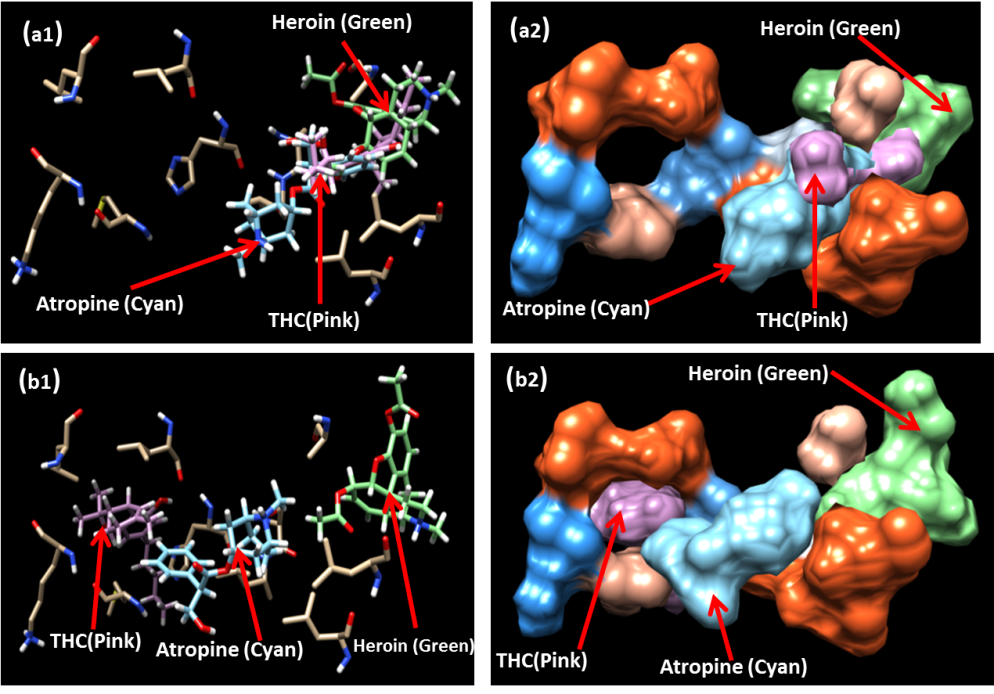 (a1)
Heroin (Green)
Atropine (Cyan)
THC(Pink)
(a2)
Heroin (Green)
Atropine (Cyan)
THC(Pink)
(b1)
THC(Pink)
Atropine (Cyan)
Heroin (Green)
(b2)
Heroin (Green)
THC(Pink)
Atropine (Cyan)